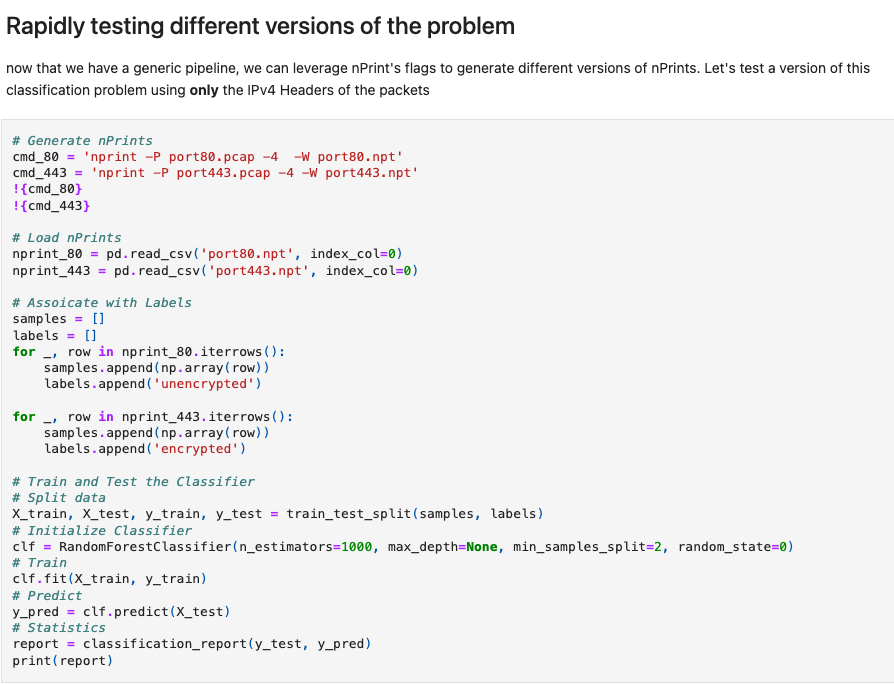 Rapidly testing different versions of the problem
now that we have a generic pipeline, we can leverage nPrint's flags to generate different versions of nPrints. Let's test a version of this
classification problem using only the IPv4 Headers of the packets
# Generate nPrints
cmd_80 = 'nprint -P port80.pcap -4  -W port80.npt'
cmd_443 = 'nprint -P port443.pcap -4 -W port443.npt'
!{cmd_80}
!{cmd_443}
# Load nPrints
nprint_80 = pd.read_csv('port80.npt', index_col=0)
nprint_443 = pd.read_csv('port443.npt', index_col=0)
# Assoicate with Labels
samples = []
labels = []
for _, row in nprint_80.iterrows():
    samples.append(np.array(row))
    labels.append('unencrypted')
for _, row in nprint_443.iterrows():
    samples.append(np.array(row))
    labels.append('encrypted')
# Train and Test the Classifier
# Split data
X_train, X_test, y_train, y_test = train_test_split(samples, labels)
# Initialize Classifier
clf = RandomForestClassifier(n_estimators=1000, max_depth=None, min_samples_split=2, random_state=0)
# Train
clf.fit(X_train, y_train)
# Predict
y_pred = clf.predict(X_test)
# Statistics
report = classification_report(y_test, y_pred)
print(report)